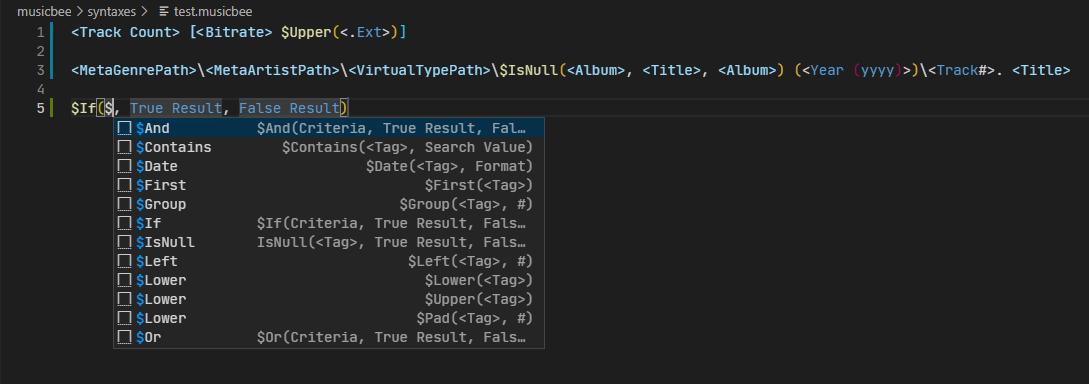 musicbee > syntaxes > test.musicbee
1 <Track Count> [<Bitrate> $Upper(<.Ext>)]
2
3 <MetaGenrePath>\<MetaArtistPath>\<VirtualTypePath>\$IsNull(<Album>, <Title>, <Album>) (<Year (yyyy)>)\<Track#>. <Title>
4
5 $If($, True Result, False Result)
$And $And(Criteria, True Result, Fal…
$Contains $Contains(<Tag>, Search Value)
$Date $Date(<Tag>, Format)
$First $First(<Tag>)
$Group $Group(<Tag>, #)
$If $If(Criteria, True Result, Fals…
$IsNull IsNull(<Tag>, True Result, Fals…
$Left $Left(<Tag>, #)
$Lower $Lower(<Tag>)
$Lower $Upper(<Tag>)
$Lower $Pad(<Tag>, #)
$Or $Or(Criteria, True Result, Fals…